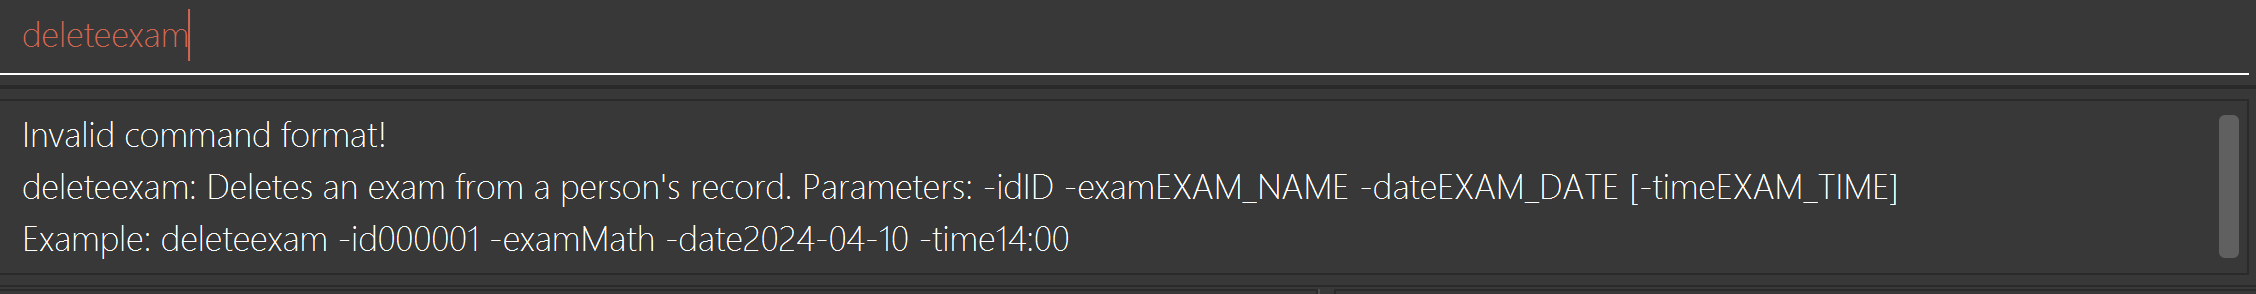 deleteexam
Invalid command format!
deleteexam: Deletes an exam from a person's record. Parameters: -idID -examEXAM_NAME -dateEXAM_DATE [-timeEXAM_TIME]
Example: deleteexam -id000001 -examMath -date2024-04-10 -time14:00